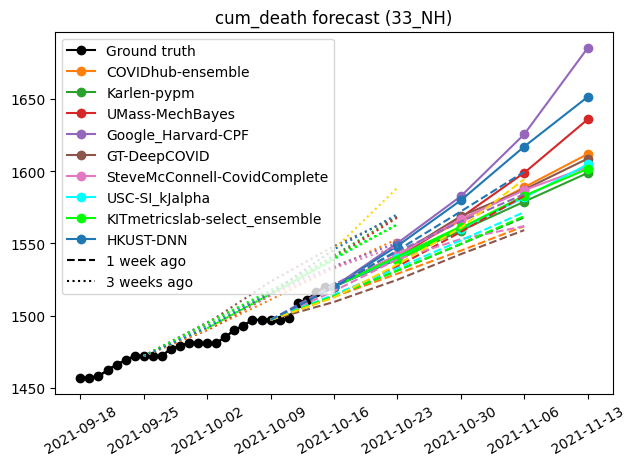 cum_death forecast (33_NH)
Ground truth
COVIDhub-ensemble
Karlen-pypm
UMass-MechBayes
Google_Harvard-CPF
GT-DeepCOVID
SteveMcConnell-CovidComplete
USC-SI_kJalpha
KITmetricslab-select_ensemble
HKUST-DNN
1 week ago
3 weeks ago
1650
1600
1550
1500
1450
2021-09-18
2021-09-25
2021-10-02
2021-10-09
2021-10-16
2021-10-23
2021-10-30
2021-11-06
2021-11-13